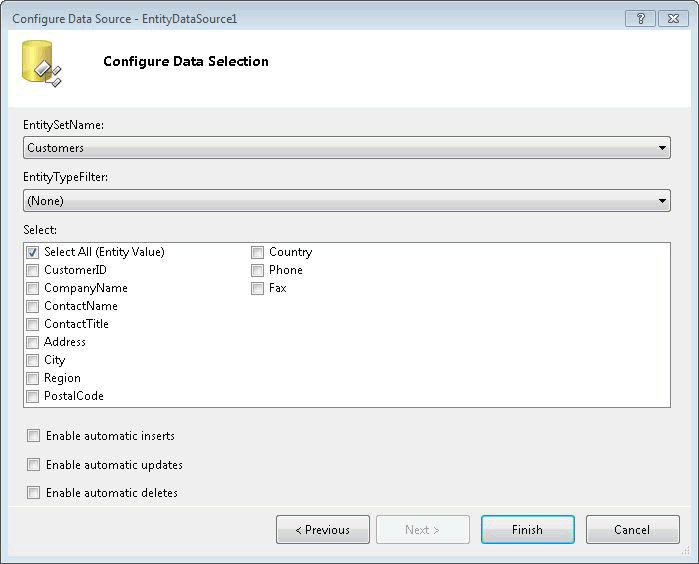 Configure Data Source - EntityDataSource1
Configure Data Selection
EntitySetName:
Customers
EntityTypeFilter:
(None)
Select:
Select All (Entity Value)
CustomerID
CompanyName
ContactName
ContactTitle
Address
City
Region
PostalCode
Country
Phone
Fax
Enable automatic inserts
Enable automatic updates
Enable automatic deletes
< Previous
Next >
Finish
Cancel